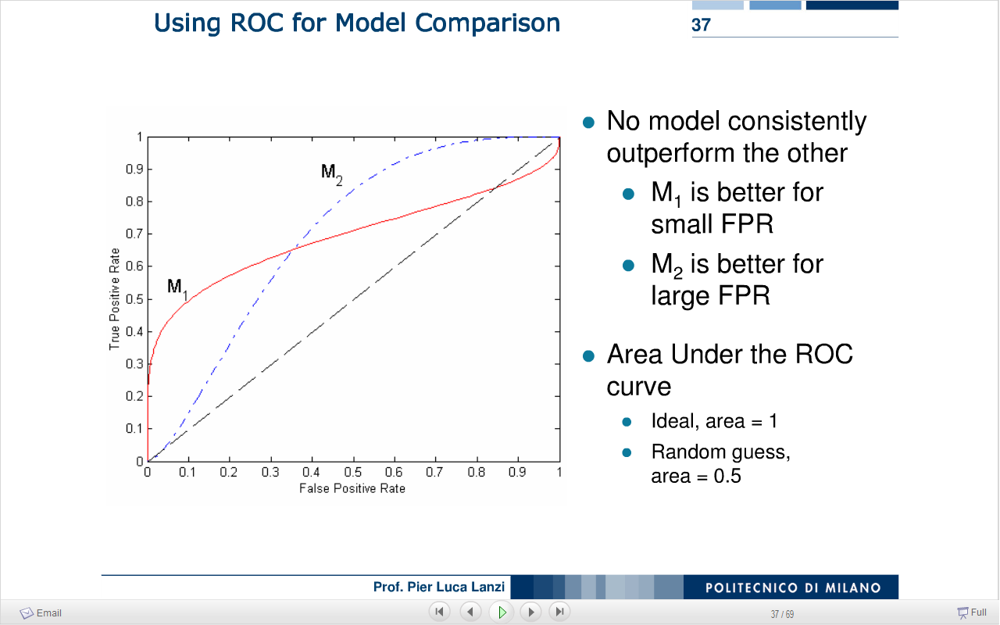 Using ROC for Model Comparison
37
No model consistently
outperform the other
M1 is better for
small FPR
M2 is better for
large FPR
Area Under the ROC
curve
Ideal, area = 1
Random guess,
area = 0.5
True Positive Rate
1
0.9
0.8
0.7
0.6
0.5
0.4
0.3
0.2
0.1
0
M2
M1
0 0.1 0.2 0.3 0.4 0.5 0.6 0.7 0.8 0.9 1
False Positive Rate
Prof. Pier Luca Lanzi
POLITECNICO DI MILANO
Email
37 / 69
Full